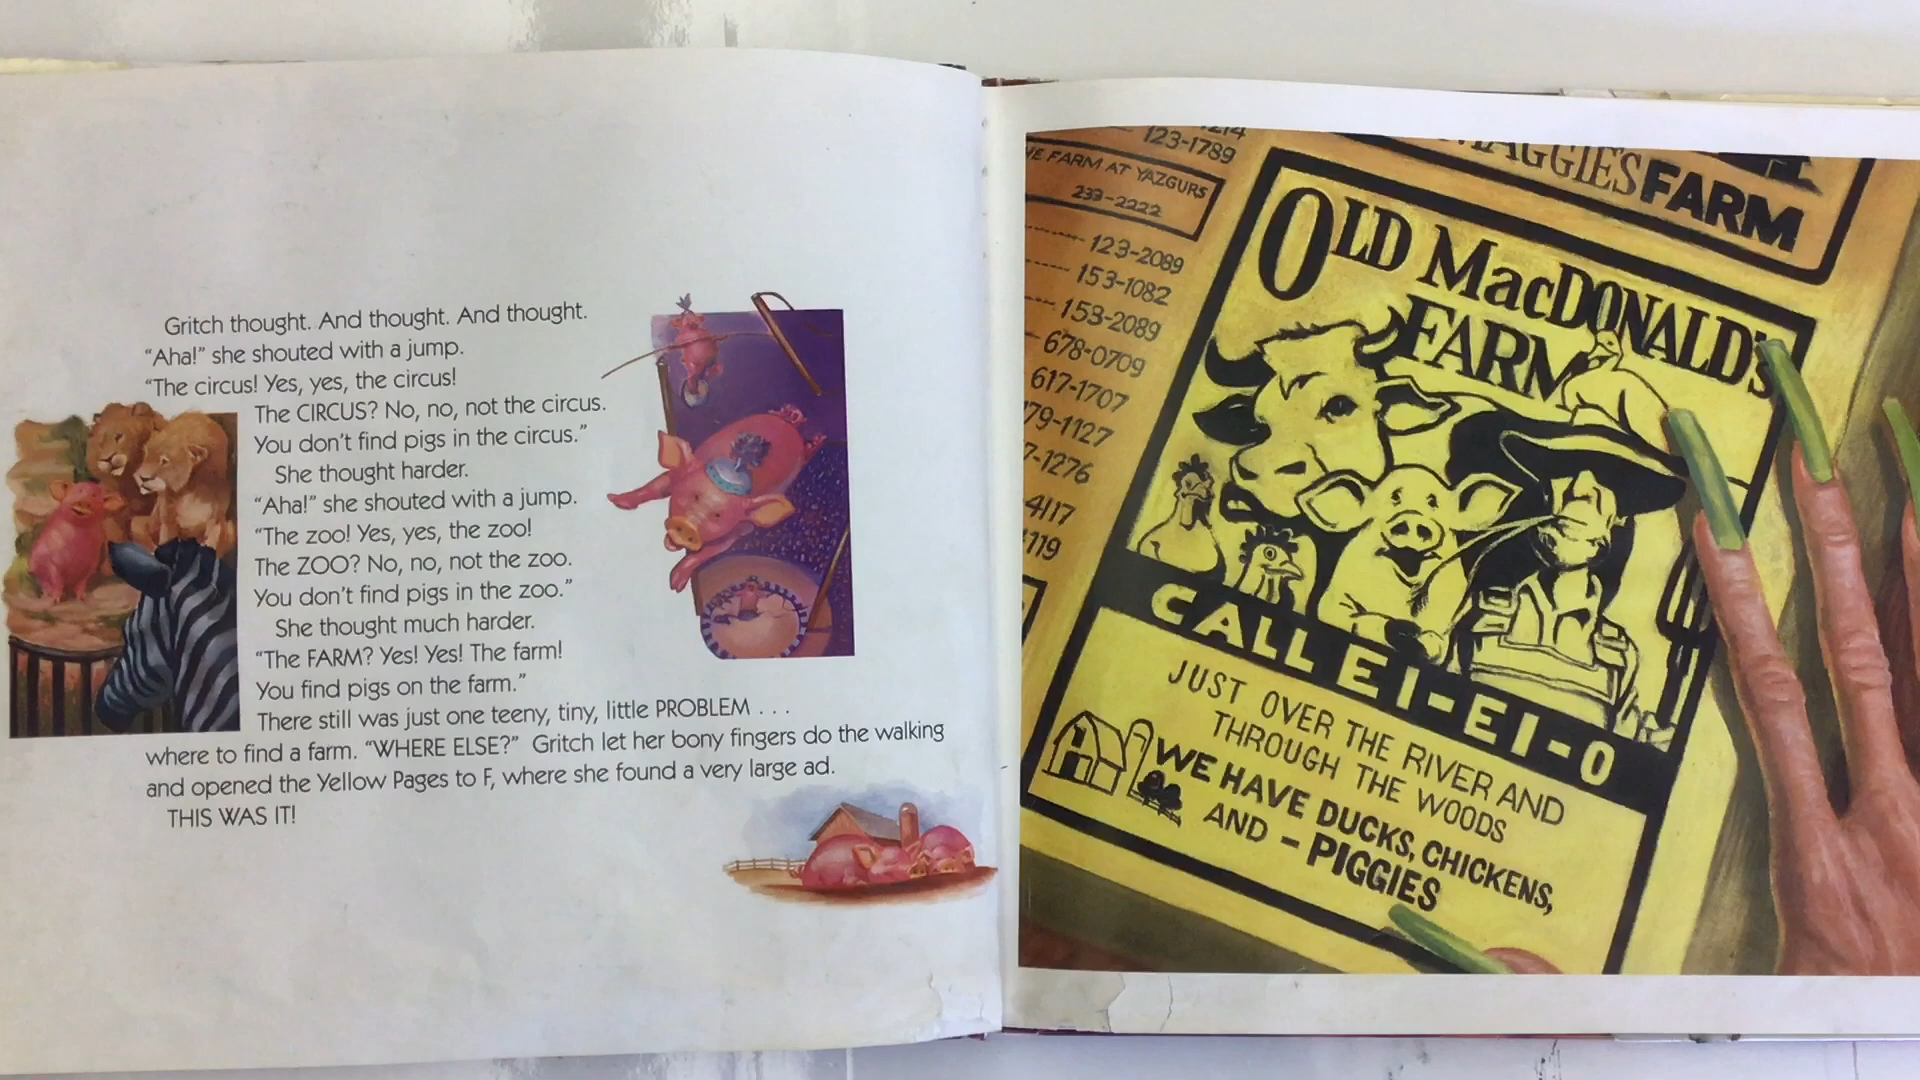 Gritch thought. And thought. And thought.
“Aha!” she shouted with a jump.
“The circus! Yes, yes, the circus!
The CIRCUS? No, no, not the circus.
You don’t find pigs in the circus.”
She thought harder.
“Aha!” she shouted with a jump.
“The zoo! Yes, yes, the zoo!
The ZOO? No, no, not the zoo.
You don’t find pigs in the zoo.”
She thought much harder.
“The FARM? Yes! Yes! The farm!
You find pigs on the farm.”
There still was just one teeny, tiny, little PROBLEM . . .
where to find a farm. “WHERE ELSE?” Gritch let her bony fingers do the walking
and opened the Yellow Pages to F, where she found a very large ad.
THIS WAS IT!
123-1789
FARM AT YAZGURS
233-2222
123-2089
153-1082
153-2089
678-0709
617-1707
79-1127
7-1276
4117
119
FARM
OLD MacDONALD’S
FARM
CALL EI-EI-O
JUST OVER THE RIVER AND
THROUGH THE WOODS
WE HAVE DUCKS, CHICKENS,
AND – PIGGIES